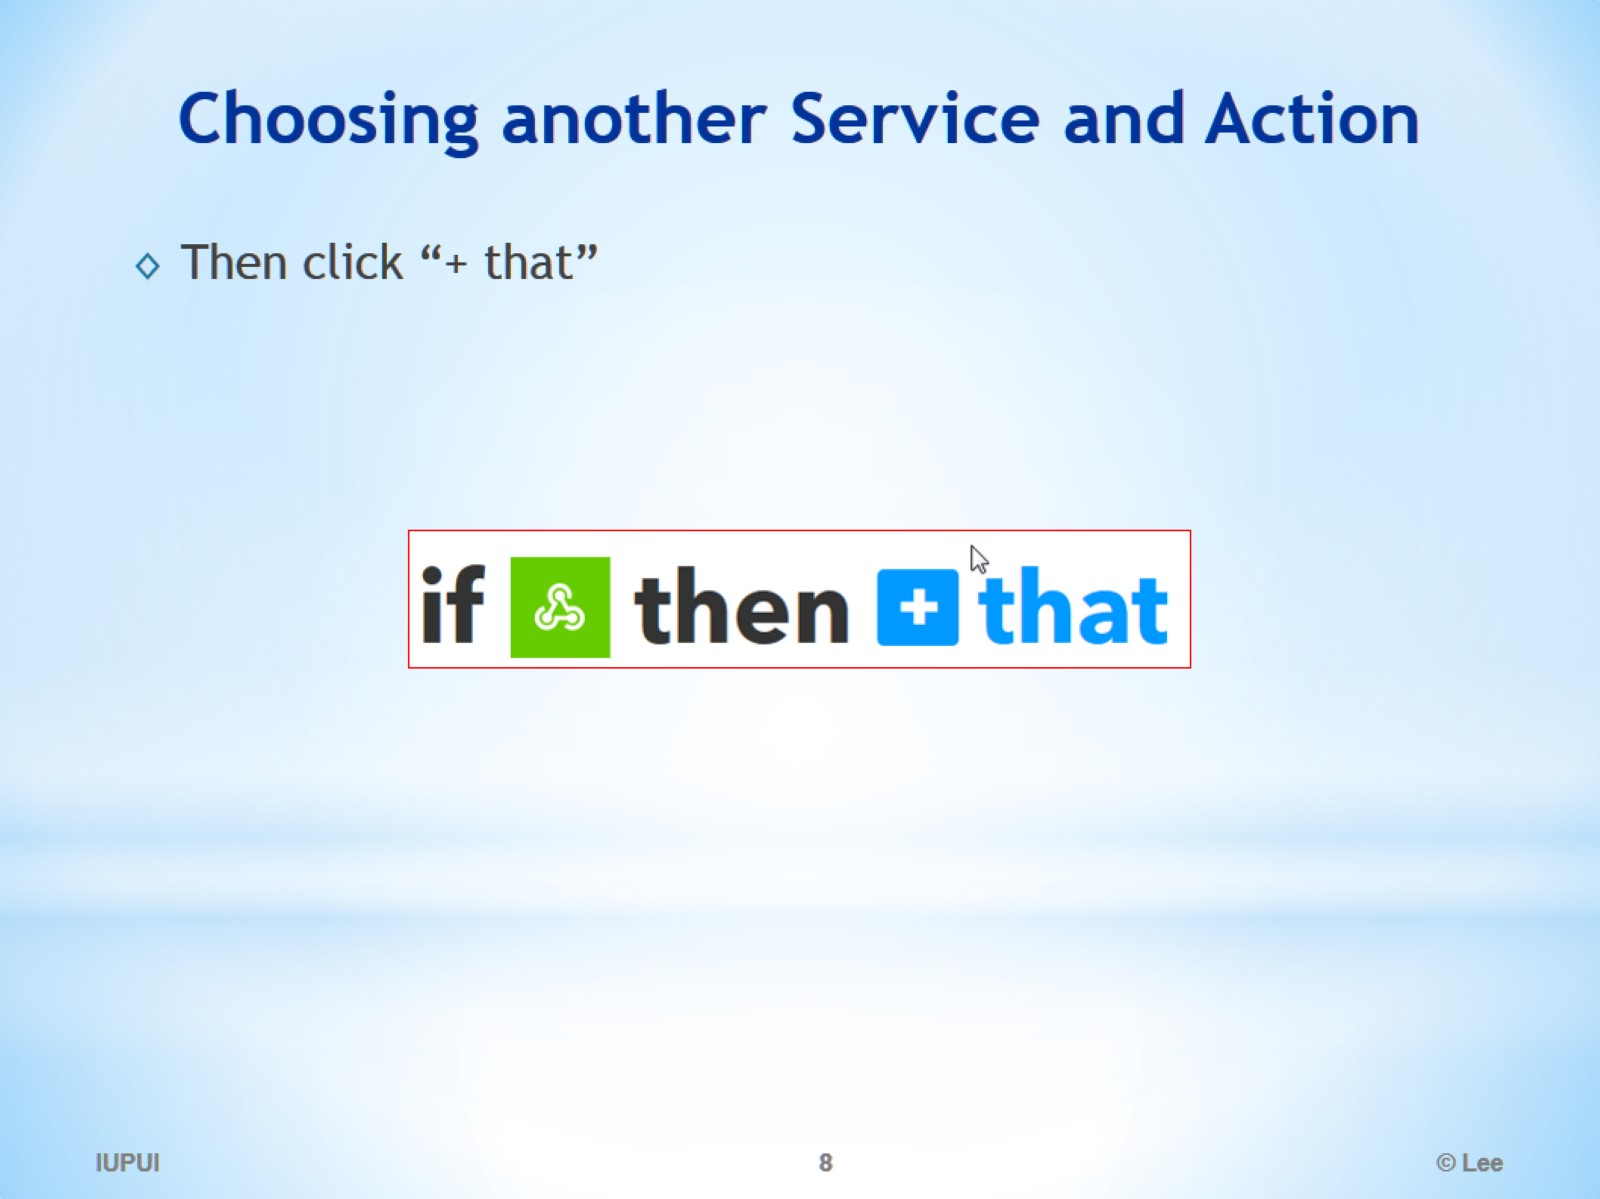 Choosing another Service and Action
◇ Then click “+ that”
if then + that
IUPUI 8 © Lee